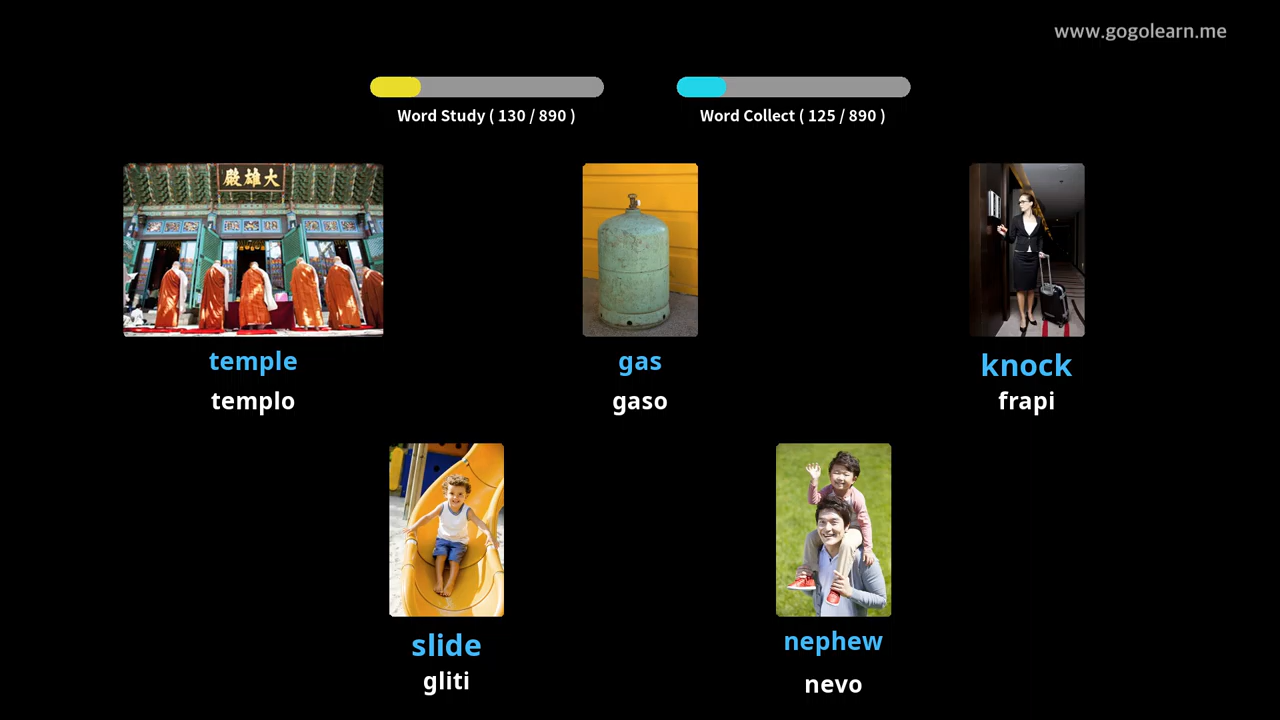 www.gogolearn.me
Word Study ( 130 / 890 )
Word Collect ( 125 / 890 )
殿雄大
temple
gas
knock
templo
gaso
frapi
slide
nephew
gliti
nevo